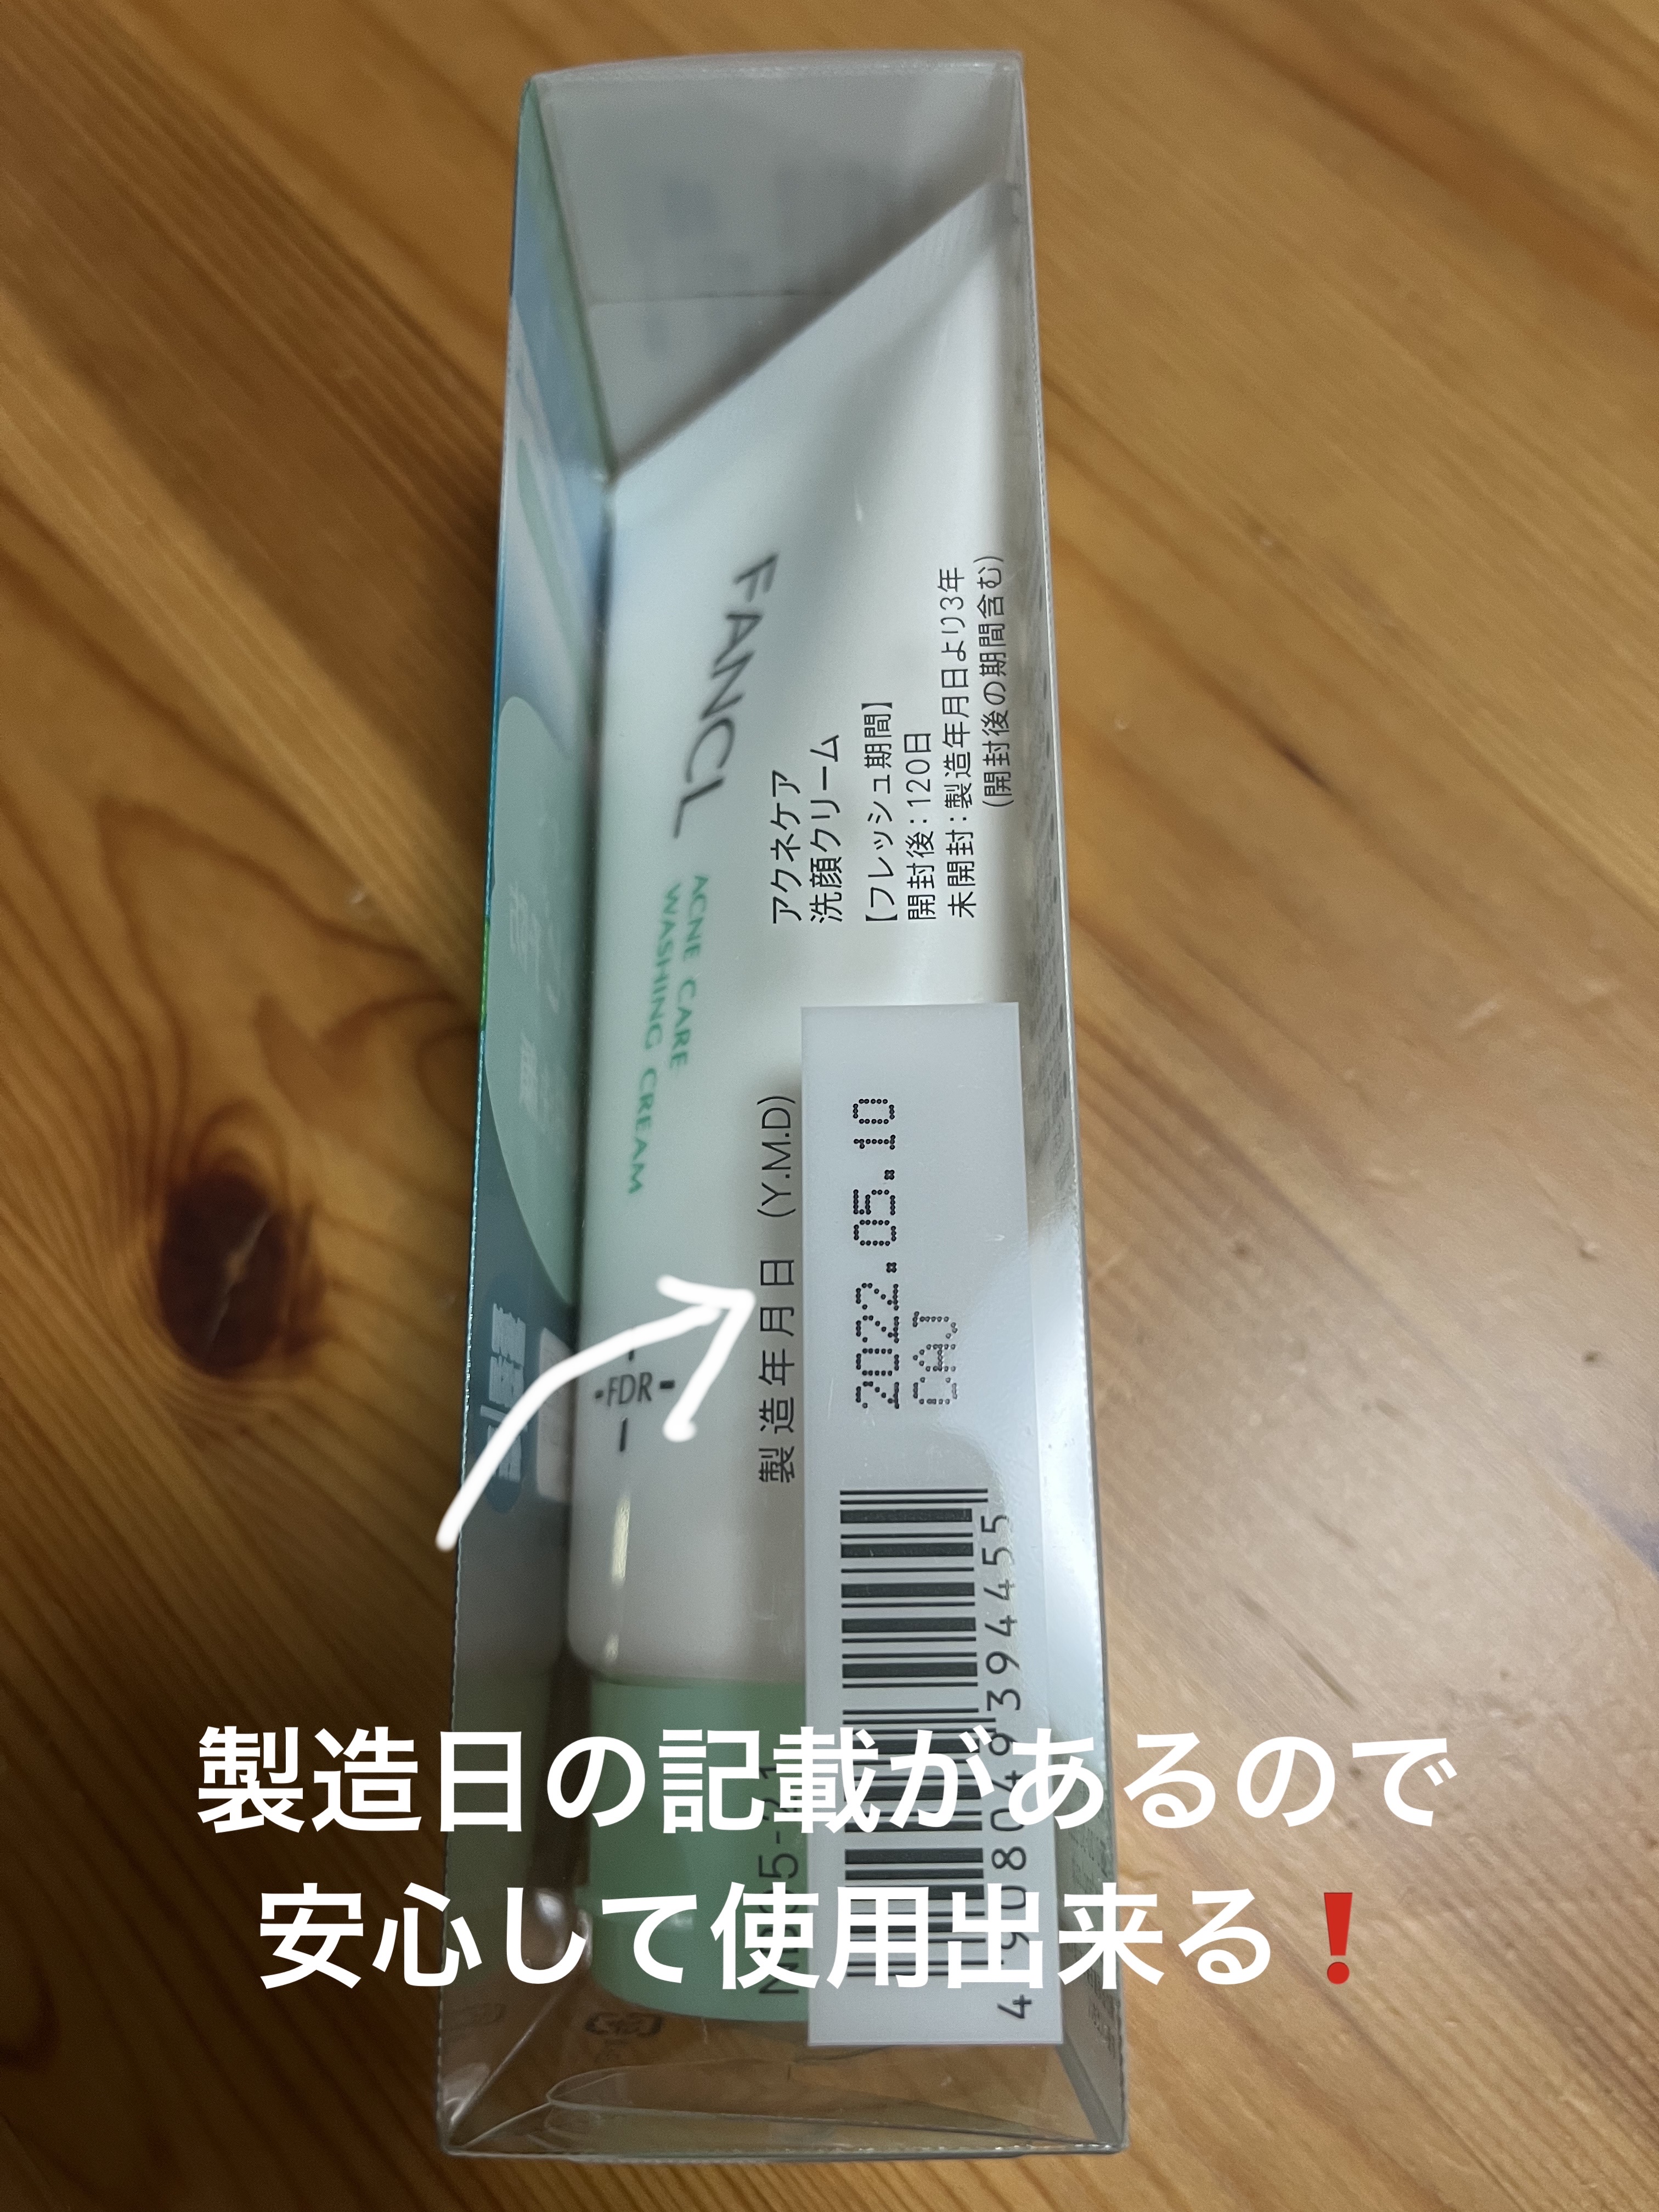 FANCL
ACNE CARE
WASHING CREAM
-FDR-
アクネケア
洗顔クリーム
【フレッシュ期間】
開封後：120日
未開封：製造年月日より3年
(開封後の期間含む)
製造年月日 (Y.M.D)
2022.05.10
DAJ
4 908049 394455
製造日の記載があるので
安心して使用出来る❗